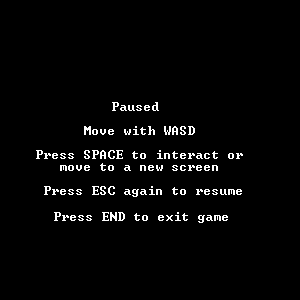 Paused
Move with WASD
Press SPACE to interact or
move to a new screen
Press ESC again to resume
Press END to exit game